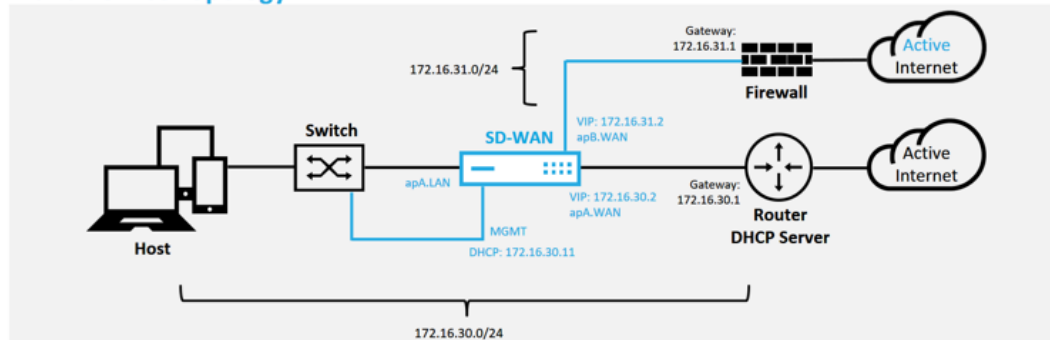 Gateway:
172.16.31.1
Active
Internet
172.16.31.0/24
Firewall
VIP: 172.16.31.2
apB.WAN
Switch
SD-WAN
Active
Internet
apA.LAN
VIP: 172.16.30.2
apA.WAN
Gateway:
172.16.30.1
Router
DHCP Server
Host
MGMT
DHCP: 172.16.30.11
172.16.30.0/24